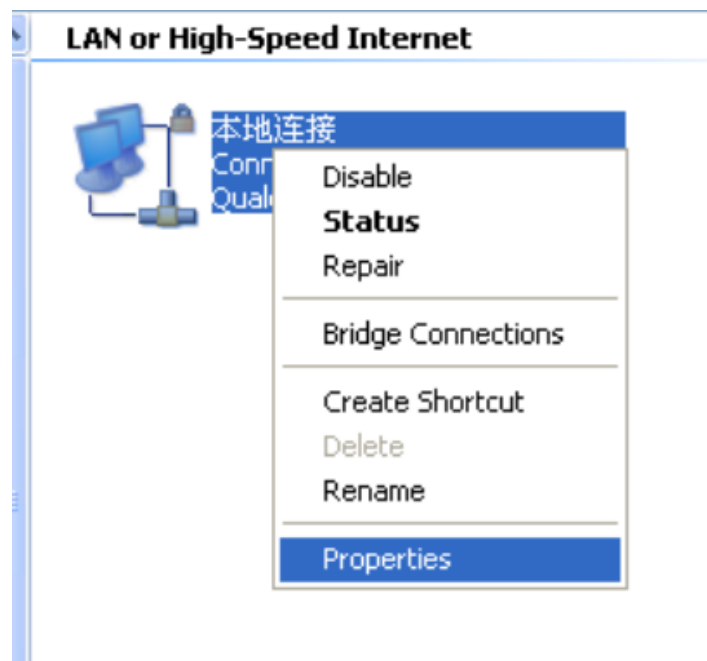 LAN or High-Speed Internet
本地连接
Disable
Status
Repair
Bridge Connections
Create Shortcut
Delete
Rename
Properties